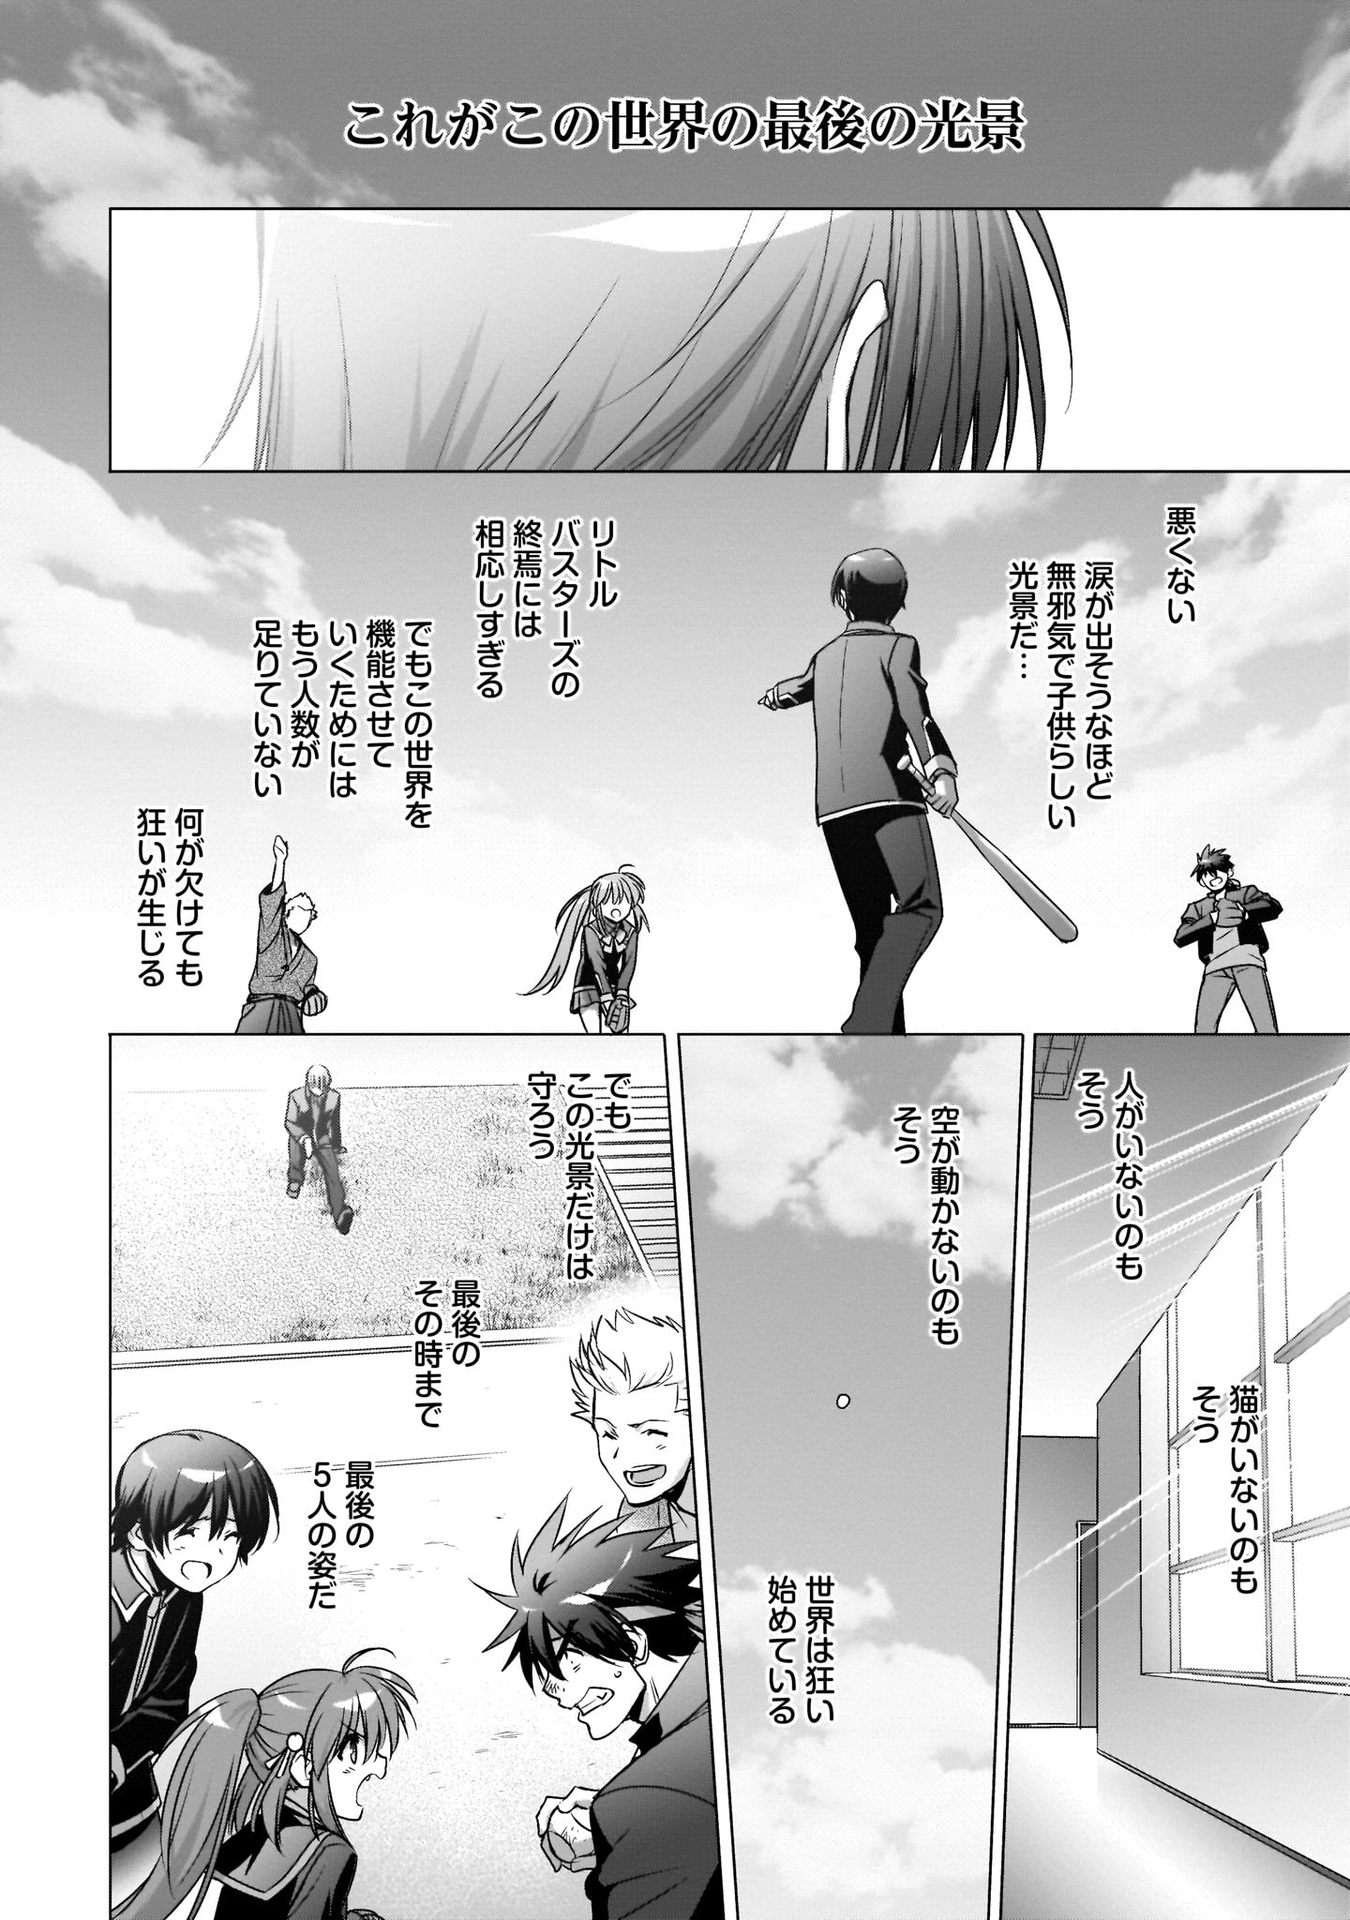 これがこの世界の最後の光景
悪くない
涙が出そうなほど
無邪気で子供らしい
光景だ…
リトル
バスターズの
終焉には
相応しすぎる
でもこの世界を
機能させて
いくためには
もう人数が
足りていない
何が欠けても
狂いが生じる
人がいないのも
そう
猫がいないのも
そう
空が動かないのも
そう
世界は狂い
始めている
でも
この光景だけは
守ろう
最後の
その時まで
最後の
5人の姿だ